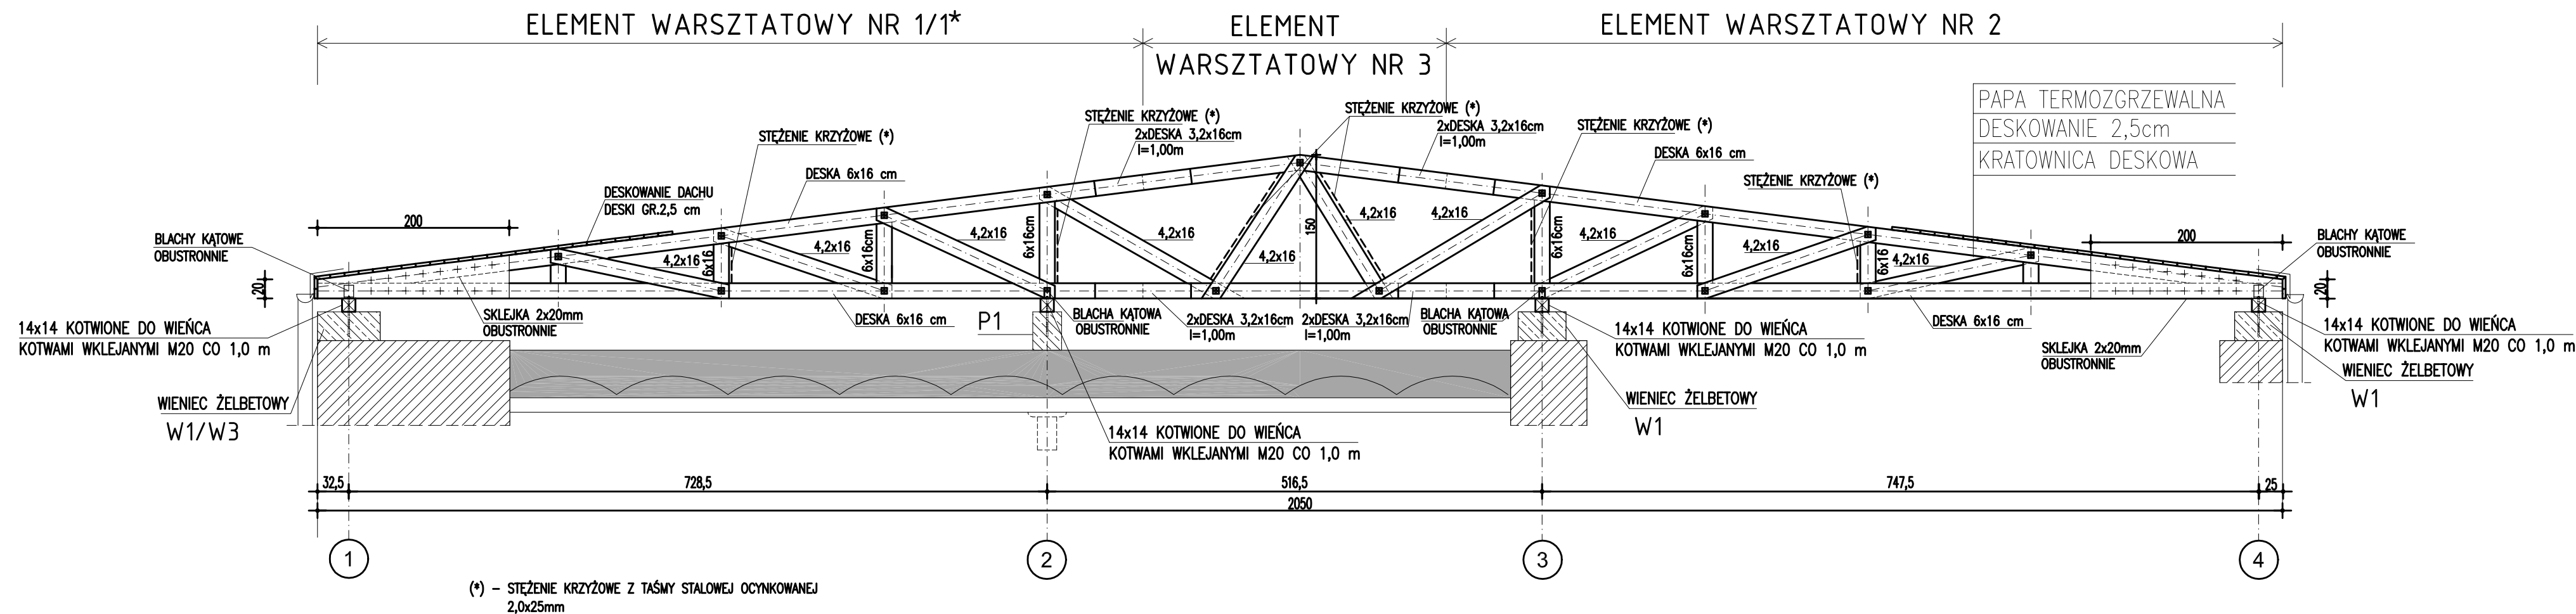 ELEMENT WARSZTATOWY NR 1/1*
ELEMENT
WARSZTATOWY NR 3
ELEMENT WARSZTATOWY NR 2
PAPA TERMOZGRZEWALNA
DESKOWANIE 2,5cm
KRATOWNICA DESKOWA
STĘŻENIE KRZYŻOWE (*)
STĘŻENIE KRZYŻOWE (*)
2xDESKA 3,2x16cm
l=1,00m
STĘŻENIE KRZYŻOWE (*)
2xDESKA 3,2x16cm
l=1,00m
STĘŻENIE KRZYŻOWE (*)
DESKA 6x16 cm
STĘŻENIE KRZYŻOWE (*)
DESKA 6x16 cm
DESKOWANIE DACHU
DESKI GR.2,5 cm
200
200
BLACHY KĄTOWE
OBUSTRONNIE
BLACHY KĄTOWE
OBUSTRONNIE
20
4,2x16
6x16
4,2x16
6x16cm
4,2x16
6x16cm
4,2x16
4,2x16
150
4,2x16
4,2x16
6x16cm
4,2x16
6x16cm
4,2x16
6x16
4,2x16
20
14x14 KOTWIONE DO WIEŃCA
KOTWAMI WKLEJANYMI M20 CO 1,0 m
SKLEJKA 2x20mm
OBUSTRONNIE
DESKA 6x16 cm
P1
BLACHA KĄTOWA
OBUSTRONNIE
2xDESKA 3,2x16cm
l=1,00m
2xDESKA 3,2x16cm
l=1,00m
BLACHA KĄTOWA
OBUSTRONNIE
14x14 KOTWIONE DO WIEŃCA
KOTWAMI WKLEJANYMI M20 CO 1,0 m
DESKA 6x16 cm
SKLEJKA 2x20mm
OBUSTRONNIE
14x14 KOTWIONE DO WIEŃCA
KOTWAMI WKLEJANYMI M20 CO 1,0 m
WIENIEC ŻELBETOWY
W1/W3
14x14 KOTWIONE DO WIEŃCA
KOTWAMI WKLEJANYMI M20 CO 1,0 m
WIENIEC ŻELBETOWY
W1
WIENIEC ŻELBETOWY
W1
32,5
728,5
516,5
747,5
25
2050
1
2
3
4
(*) – STĘŻENIE KRZYŻOWE Z TAŚMY STALOWEJ OCYNKOWANEJ
2,0x25mm